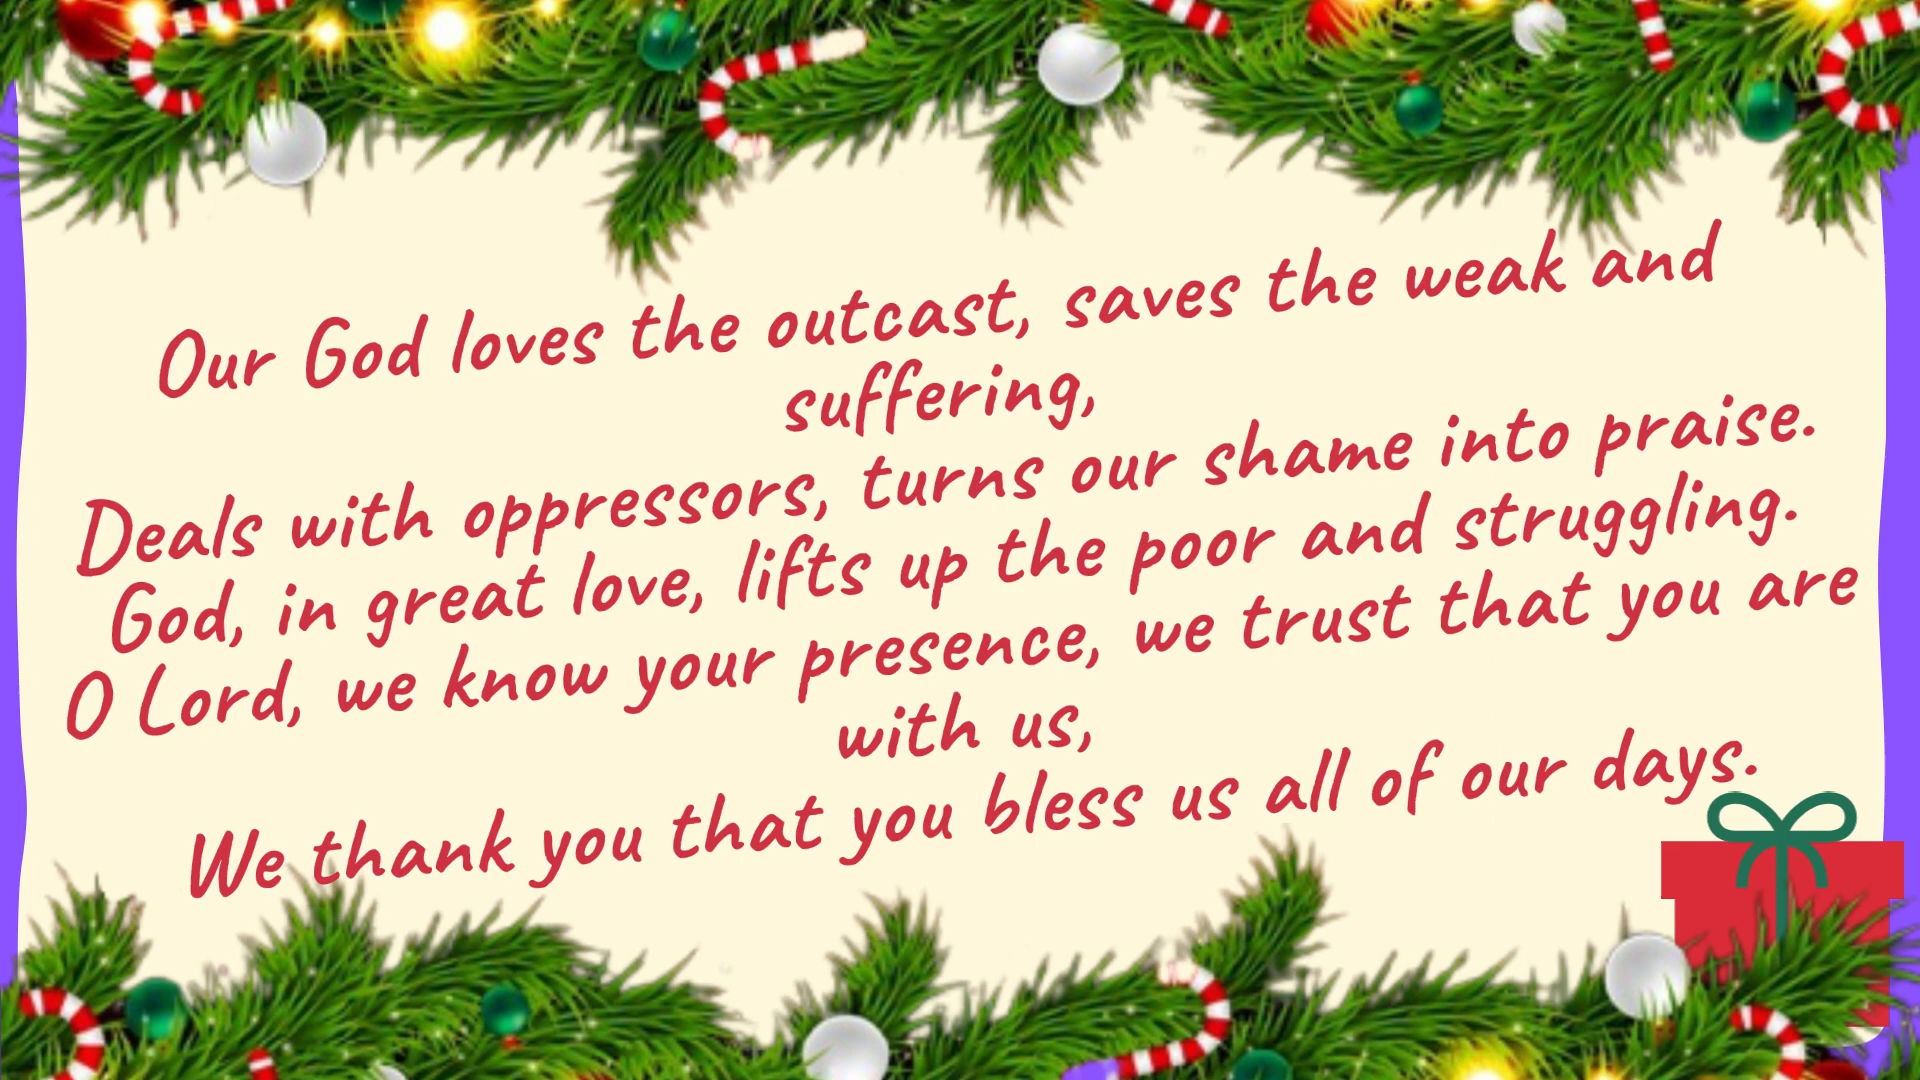 Our God loves the outcast, saves the weak and
suffering,
Deals with oppressors, turns our shame into praise.
God, in great love, lifts up the poor and struggling.
O Lord, we know your presence, we trust that you are
with us,
We thank you that you bless us all of our days.